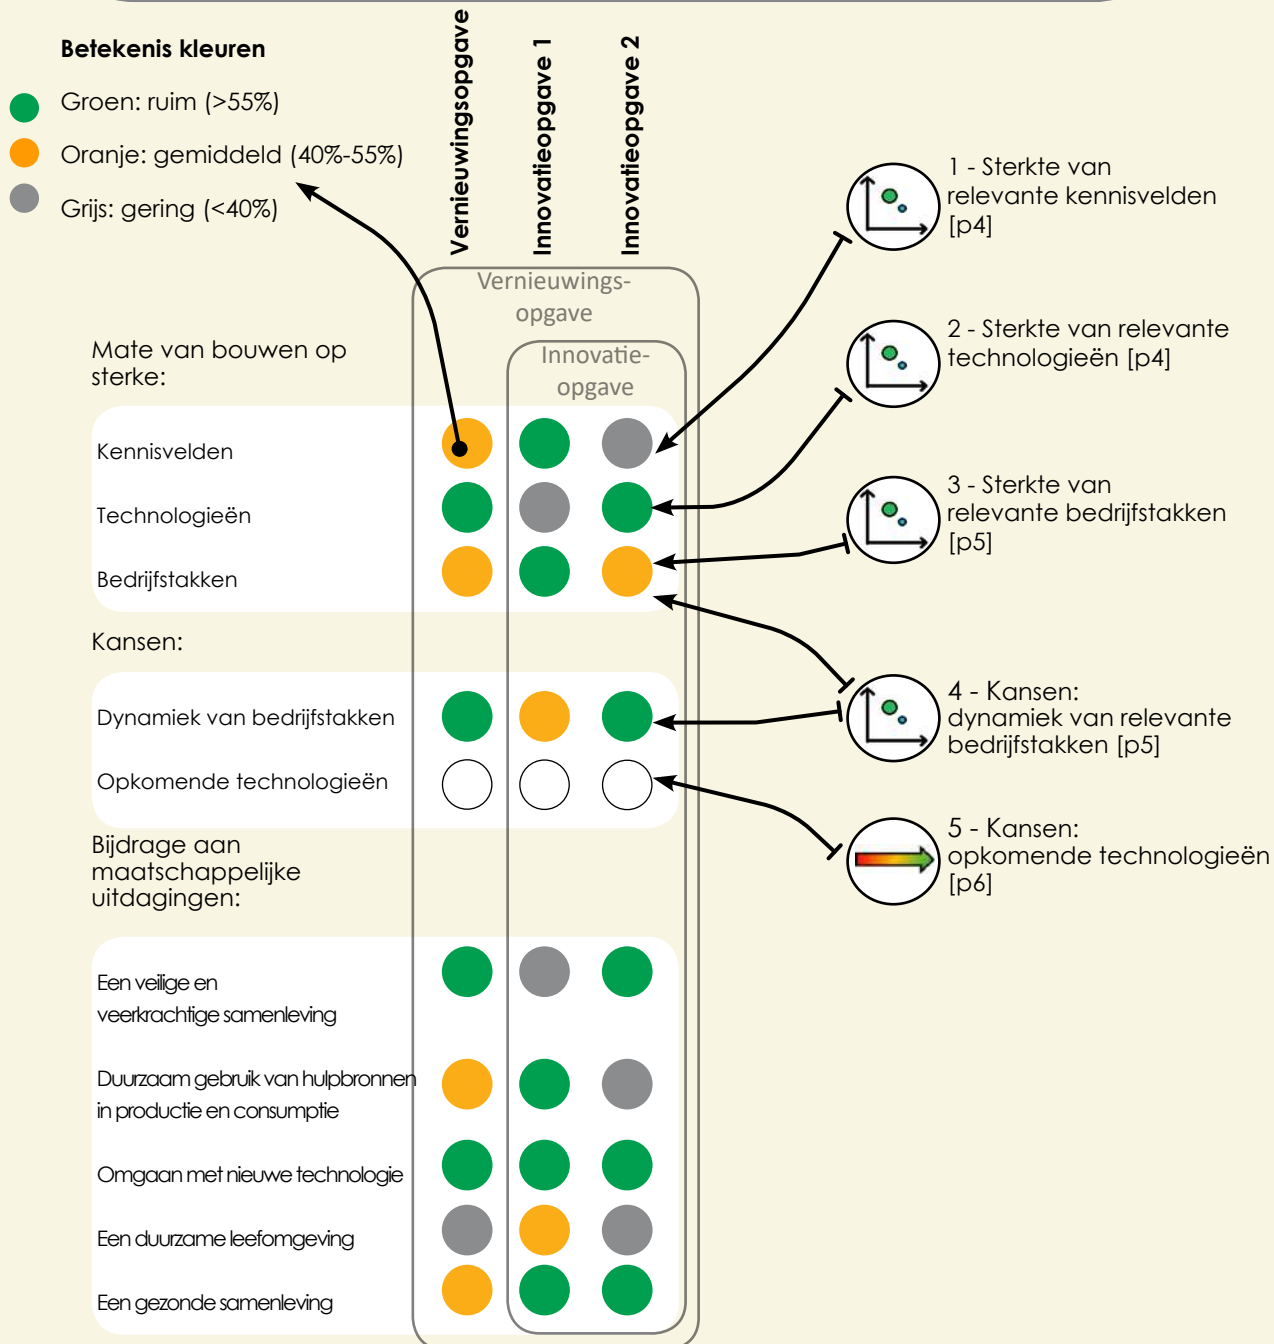 Betekenis kleuren
Groen: ruim (>55%)
Oranje: gemiddeld (40%-55%)
Grijs: gering (<40%)
Vernieuwingsopgave
Innovatieopgave 1
Innovatieopgave 2
Vernieuwings-
opgave
Innovatie-
opgave
Mate van bouwen op
sterke:
Kennisvelden
Technologieën
Bedrijfstakken
Kansen:
Dynamiek van bedrijfstakken
Opkomende technologieën
Bijdrage aan
maatschappelijke
uitdagingen:
Een veilige en
veerkrachtige samenleving
Duurzaam gebruik van hulpbronnen
in productie en consumptie
Omgaan met nieuwe technologie
Een duurzame leefomgeving
Een gezonde samenleving
1 - Sterkte van
relevante kennisvelden
[p4]
2 - Sterkte van relevante
technologieën [p4]
3 - Sterkte van
relevante bedrijfstakken
[p5]
4 - Kansen:
dynamiek van relevante
bedrijfstakken [p5]
5 - Kansen:
opkomende technologieën
[p6]